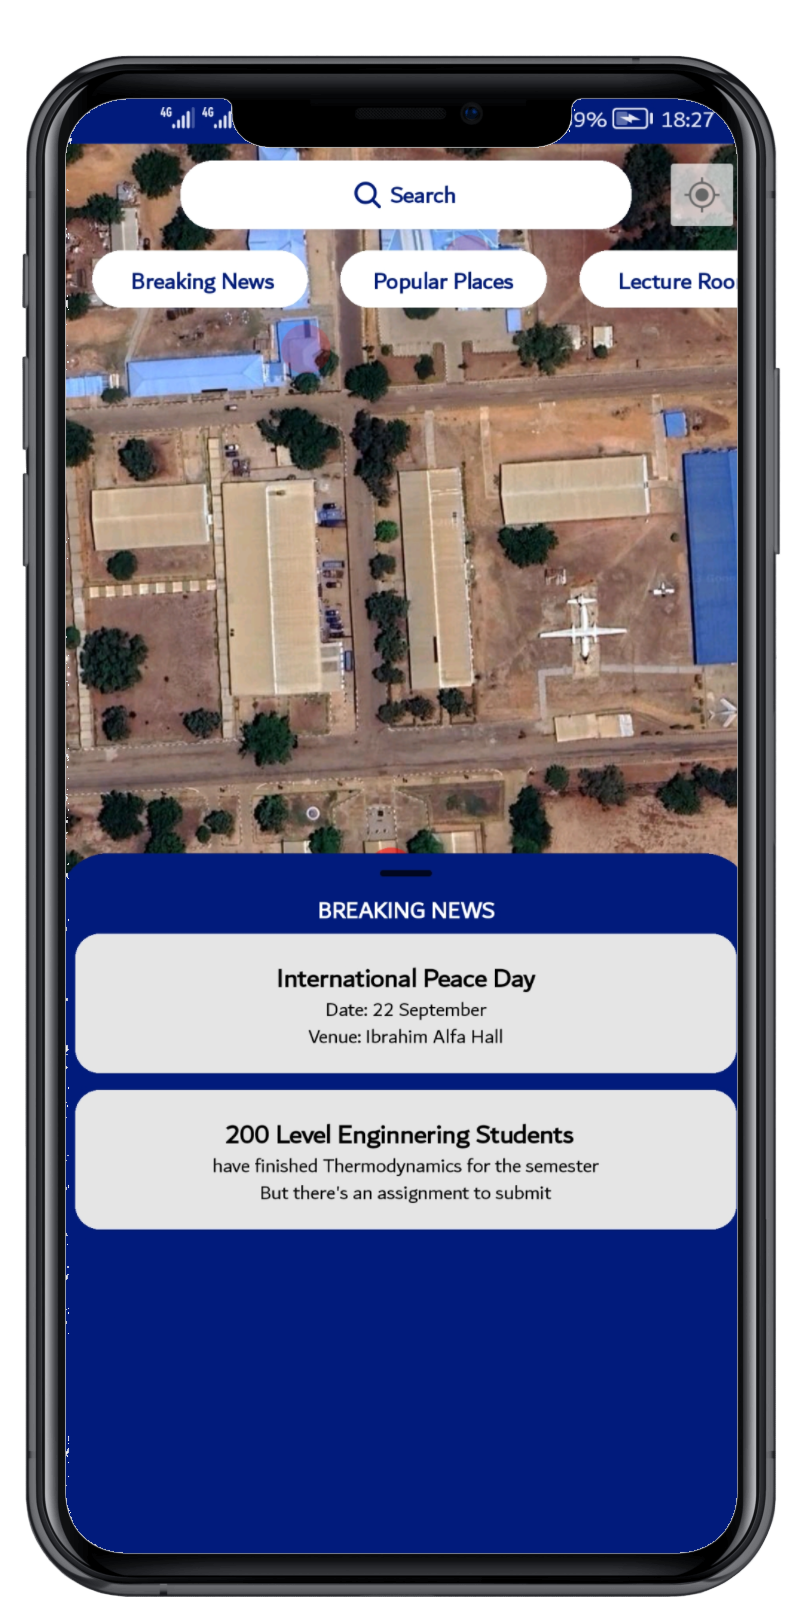 4G 4G 9% 18:27
Search
Breaking News Popular Places Lecture Roo
BREAKING NEWS
International Peace Day
Date: 22 September
Venue: Ibrahim Alfa Hall
200 Level Enginnering Students
have finished Thermodynamics for the semester
But there's an assignment to submit